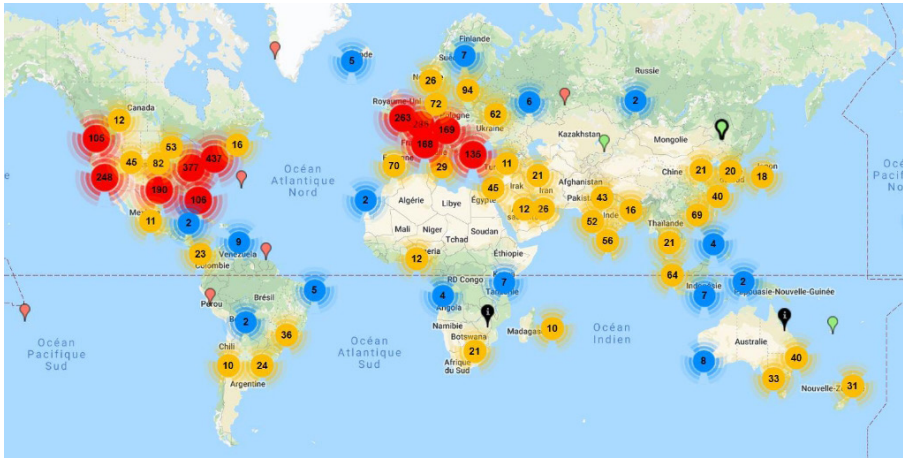 Finlande
5
7
Russie
26
94
6
2
Canada
12
Royaume-Uni
72
263
62
Ukraine
105
53
16
169
Kazakhstan
Mongolie
45
82
437
168
135
377
70
29
11
Chine
21
20
18
248
Océan
Atlantique
Nord
21
Irak
Iran
Afghanistan
190
106
2
Algérie
Libye
Égypte
45
43
40
11
2
12
26
52
16
69
Mali
Niger
Tchad
Soudan
Thaïlande
56
21
4
9
23
Venezuela
Colombie
12
Éthiopie
64
RD Congo
7
2
Indonésie
7
Papouasie-Nouvelle-Guinée
5
4
Brésil
Pérou
Angola
Tanzanie
2
36
10
Océan
Pacifique
Sud
Océan
Atlantique
Sud
Namibie
Botswana
Madagascar
Océan
Indien
Australie
Chili
10
24
21
Afrique
du Sud
8
40
33
Argentine
Nouvelle-Zé
31